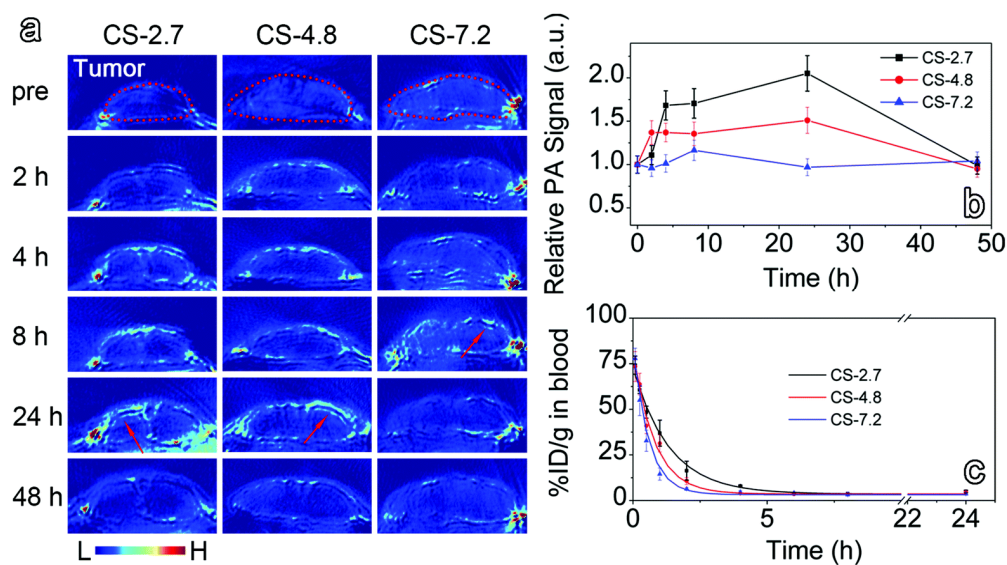 a
CS-2.7 CS-4.8 CS-7.2
Tumor
pre
2 h
4 h
8 h
24 h
48 h
L H
Relative PA Signal (a.u.)
2.0
1.5
1.0
0.5
CS-2.7
CS-4.8
CS-7.2
b
0 10 20 30 40 50
Time (h)
%ID/g in blood
100
75
50
25
0
CS-2.7
CS-4.8
CS-7.2
c
0 5 22 24
Time (h)